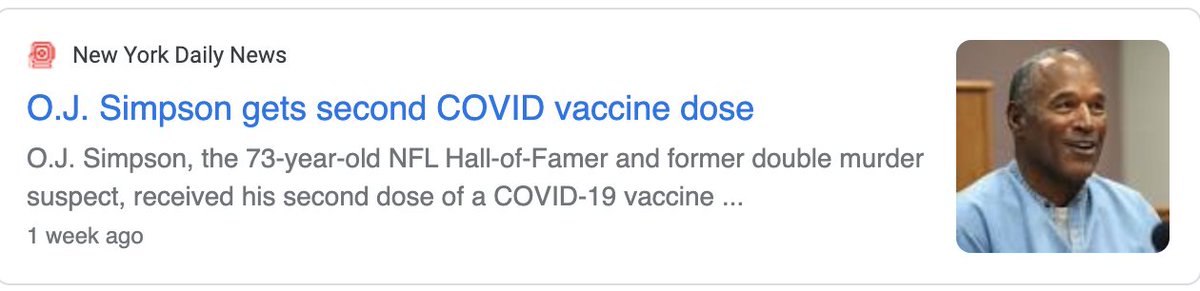 New York Daily News
O.J. Simpson gets second COVID vaccine dose
O.J. Simpson, the 73-year-old NFL Hall-of-Famer and former double murder
suspect, received his second dose of a COVID-19 vaccine ...
1 week ago